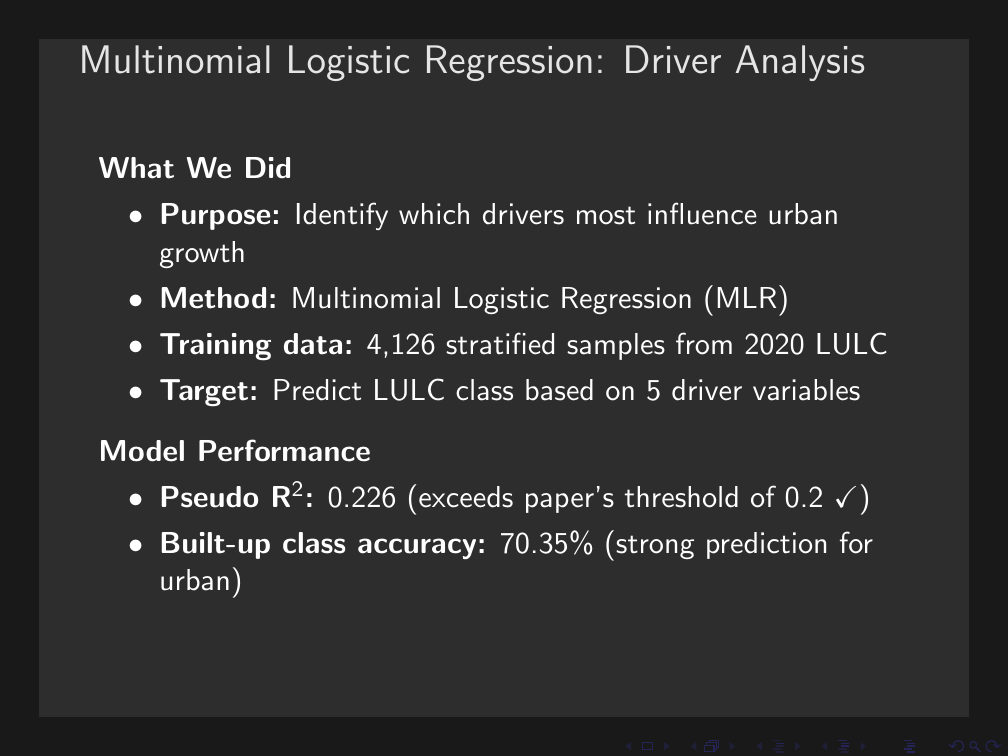 Multinomial Logistic Regression: Driver Analysis
What We Did
• Purpose: Identify which drivers most influence urban
growth
• Method: Multinomial Logistic Regression (MLR)
• Training data: 4,126 stratified samples from 2020 LULC
• Target: Predict LULC class based on 5 driver variables
Model Performance
• Pseudo R²: 0.226 (exceeds paper's threshold of 0.2 ✓)
• Built-up class accuracy: 70.35% (strong prediction for
urban)